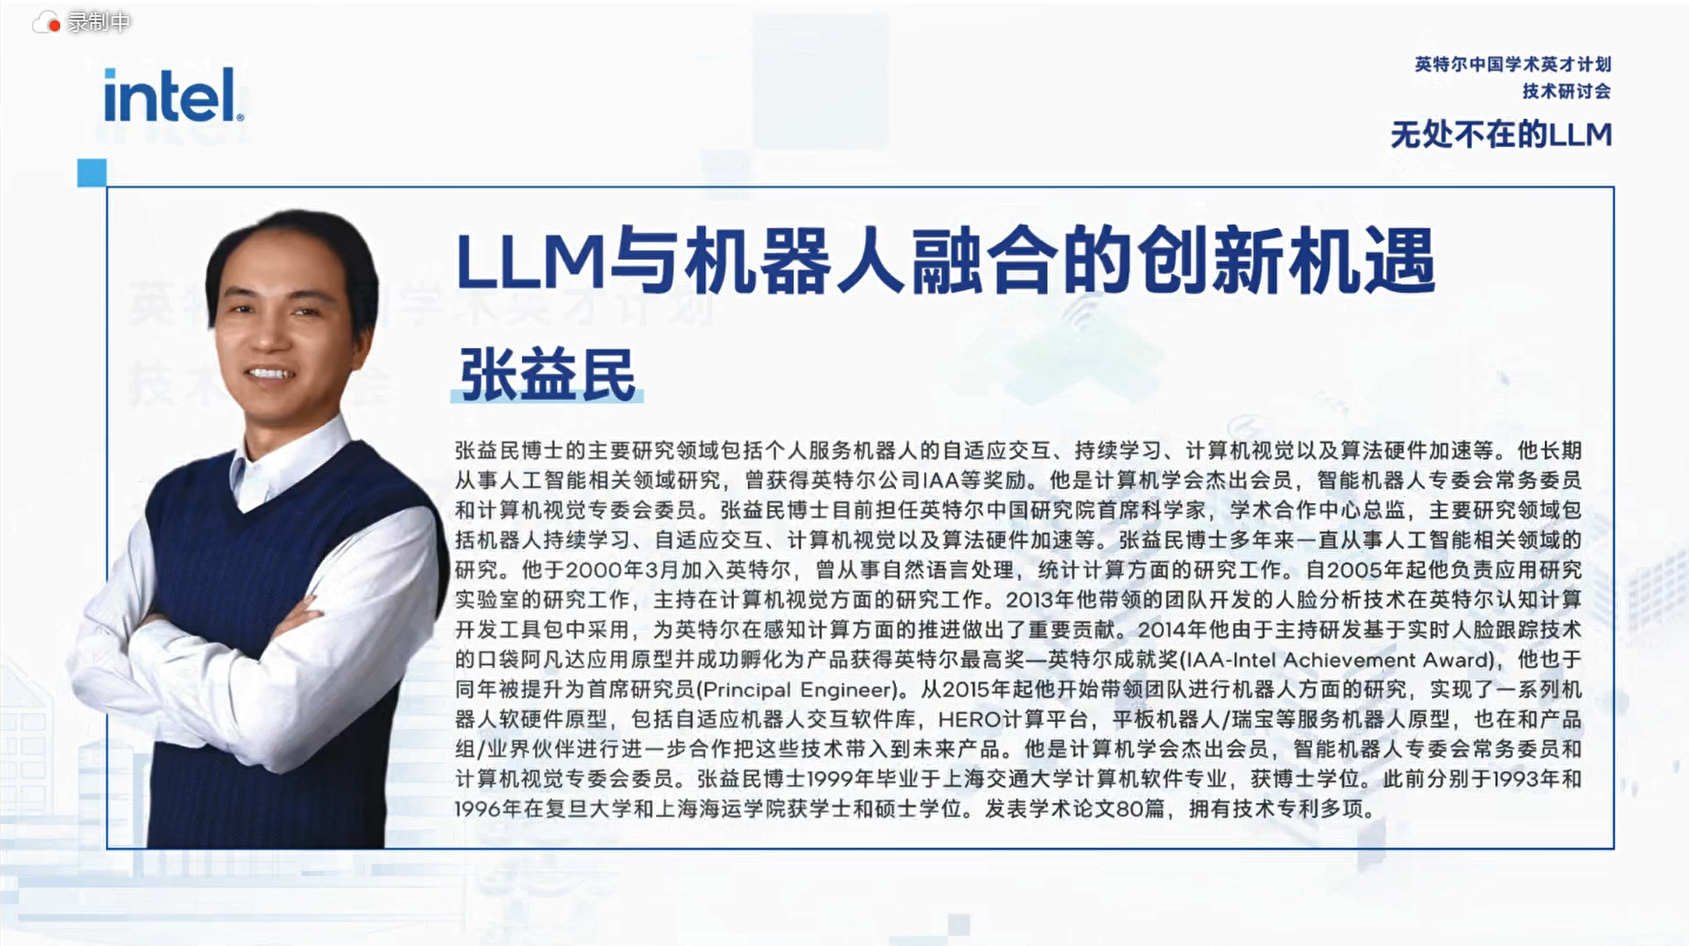 录制中
intel.
英特尔中国学术英才计划
技术研讨会
无处不在的LLM
LLM与机器人融合的创新机遇
张益民
张益民博士的主要研究领域包括个人服务机器人的自适应交互、持续学习、计算机视觉以及算法硬件加速等。他长期
从事人工智能相关领域研究，曾获得英特尔公司IAA等奖励。他是计算机学会杰出会员，智能机器人专委会常务委员
和计算机视觉专委会委员。张益民博士目前担任英特尔中国研究院首席科学家，学术合作中心总监，主要研究领域包
括机器人持续学习、自适应交互、计算机视觉以及算法硬件加速等。张益民博士多年来一直从事人工智能相关领域的
研究。他于2000年3月加入英特尔，曾从事自然语言处理，统计计算方面的研究工作。自2005年起他负责应用研究
实验室的研究工作，主持在计算机视觉方面的研究工作。2013年他带领的团队开发的人脸分析技术在英特尔认知计算
开发工具包中采用，为英特尔在感知计算方面的推进做出了重要贡献。2014年他由于主持研发基于实时人脸跟踪技术
的口袋阿凡达应用原型并成功孵化为产品获得英特尔最高奖—英特尔成就奖(IAA-Intel Achievement Award)，他也于
同年被提升为首席研究员(Principal Engineer)。从2015年起他开始带领团队进行机器人方面的研究，实现了一系列机
器人软硬件原型，包括自适应机器人交互软件库，HERO计算平台，平板机器人/瑞宝等服务机器人原型，也在和产品
组/业界伙伴进行进一步合作把这些技术带入到未来产品。他是计算机学会杰出会员，智能机器人专委会常务委员和
计算机视觉专委会委员。张益民博士1999年毕业于上海交通大学计算机软件专业，获博士学位。此前分别于1993年和
1996年在复旦大学和上海海运学院获学士和硕士学位。发表学术论文80篇，拥有技术专利多项。